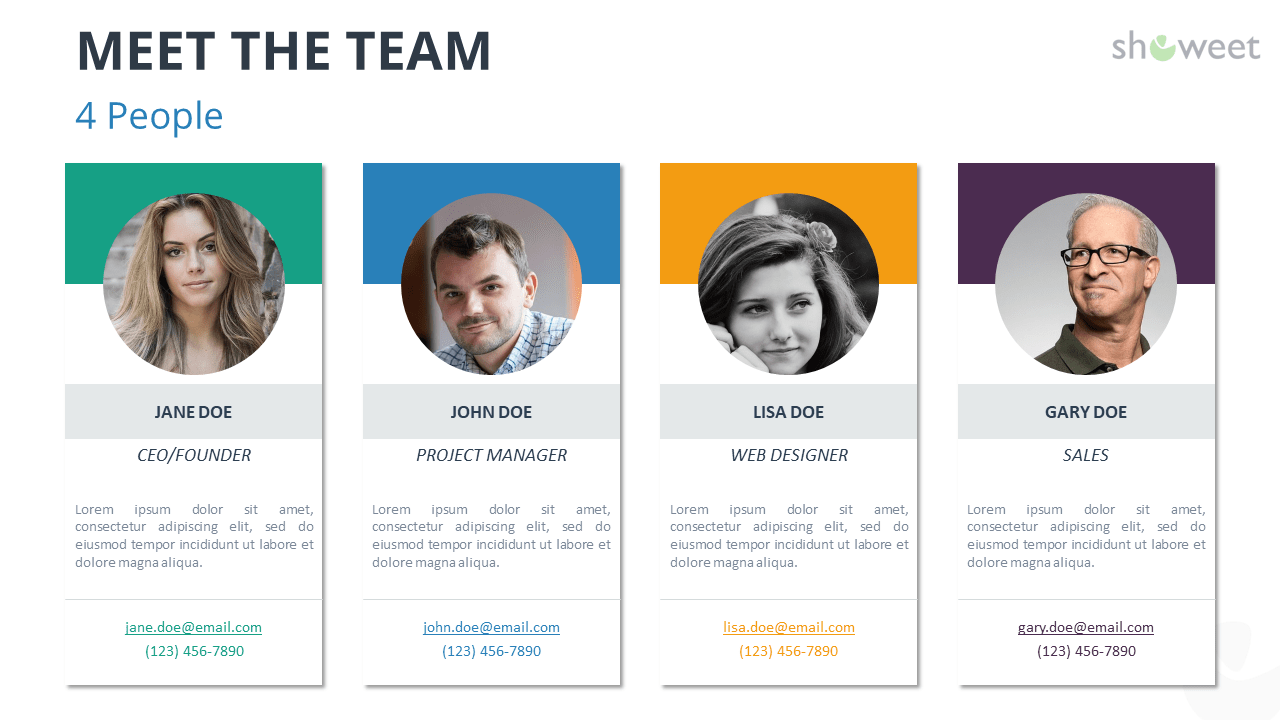 MEET THE TEAM
showeet
4 People
JANE DOE
CEO/FOUNDER
Lorem ipsum dolor sit amet,
consectetur adipiscing elit, sed do
eiusmod tempor incididunt ut labore et
dolore magna aliqua.
jane.doe@email.com
(123) 456-7890
JOHN DOE
PROJECT MANAGER
Lorem ipsum dolor sit amet,
consectetur adipiscing elit, sed do
eiusmod tempor incididunt ut labore et
dolore magna aliqua.
john.doe@email.com
(123) 456-7890
LISA DOE
WEB DESIGNER
Lorem ipsum dolor sit amet,
consectetur adipiscing elit, sed do
eiusmod tempor incididunt ut labore et
dolore magna aliqua.
lisa.doe@email.com
(123) 456-7890
GARY DOE
SALES
Lorem ipsum dolor sit amet,
consectetur adipiscing elit, sed do
eiusmod tempor incididunt ut labore et
dolore magna aliqua.
gary.doe@email.com
(123) 456-7890